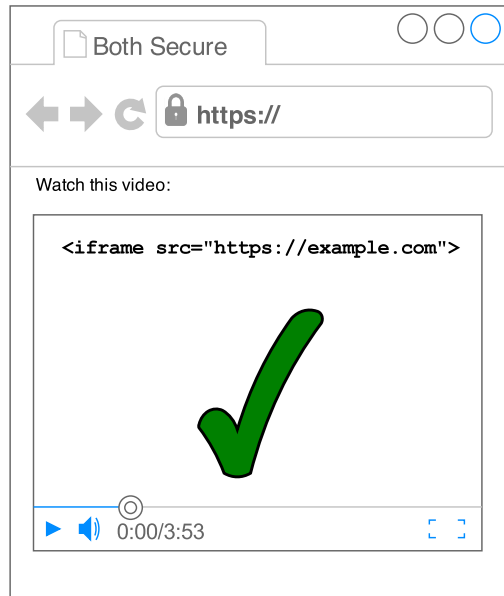 Both Secure
https://
Watch this video:
<iframe src="https://example.com">
0:00/3:53